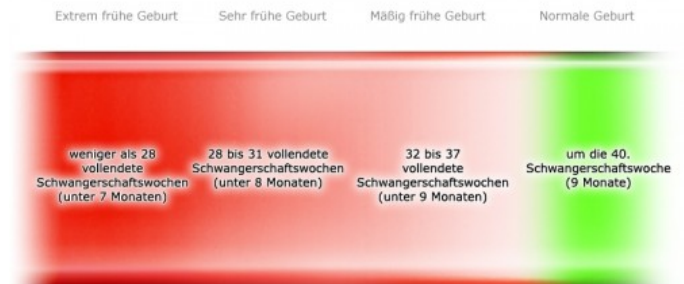 Extrem frühe Geburt
Sehr frühe Geburt
Mäßig frühe Geburt
Normale Geburt
weniger als 28
vollendete
Schwangerschaftswochen
(unter 7 Monaten)
28 bis 31 vollendete
Schwangerschaftswochen
(unter 8 Monaten)
32 bis 37
vollendete
Schwangerschaftswochen
(unter 9 Monaten)
um die 40.
Schwangerschaftswoche
(9 Monate)